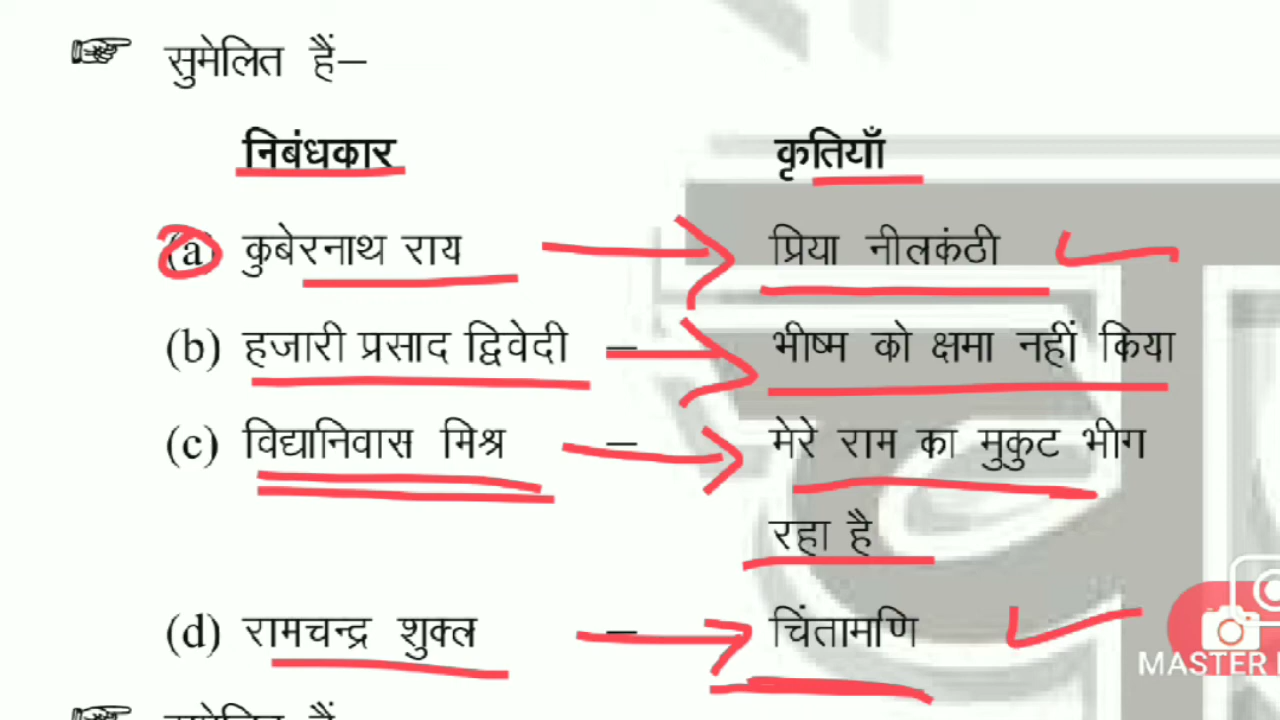 सुमेलित हैं–
निबंधकार कृतियाँ
(a) कुबेरनाथ राय प्रिया नीलकंठी
(b) हजारी प्रसाद द्विवेदी – भीष्म को क्षमा नहीं किया
(c) विद्यानिवास मिश्र – मेरे राम का मुकुट भीग
रहा है
(d) रामचन्द्र शुक्ल – चिंतामणि
MASTER
सुमेलित हैं